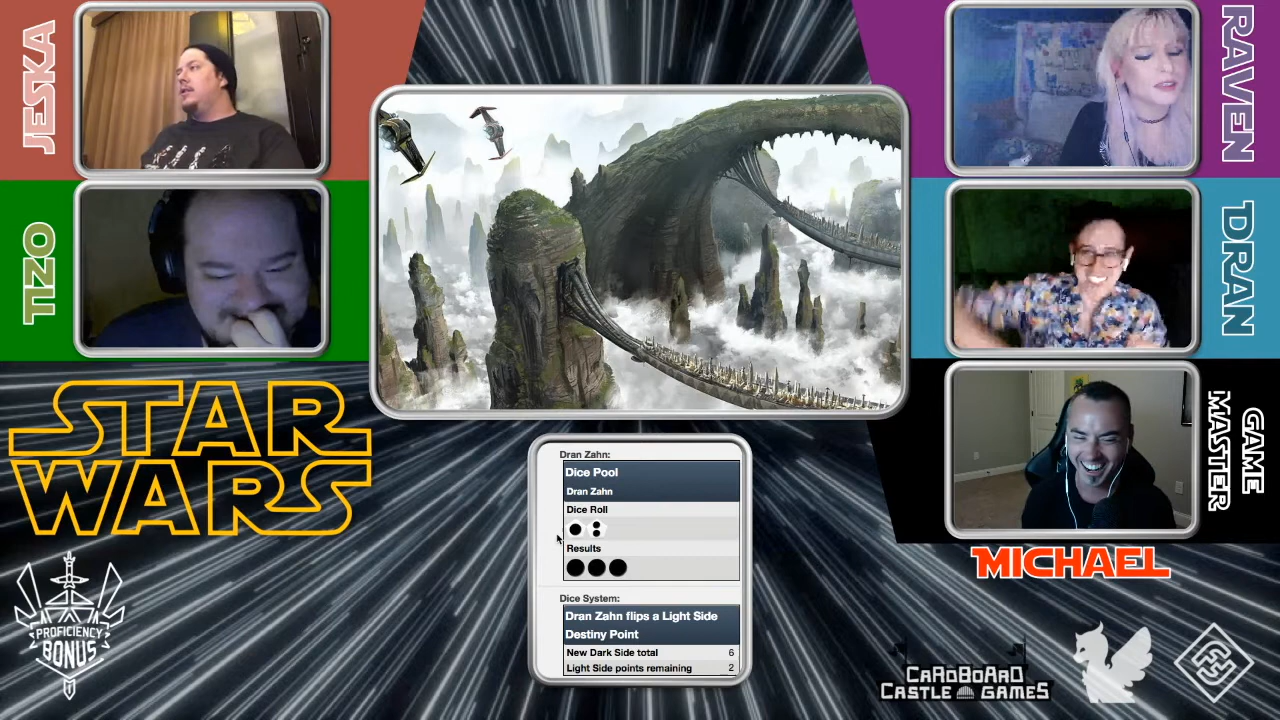 JESKA
TIZO
RAVEN
DRAN
GAME
MASTER
MICHAEL
STAR
WARS
PROFICIENCY
BONUS
Dran Zahn:
Dice Pool
Dran Zahn
Dice Roll
Results
Dice System:
Dran Zahn flips a Light Side
Destiny Point
New Dark Side total 6
Light Side points remaining 2
CARDBOARD
CASTLE GAMES